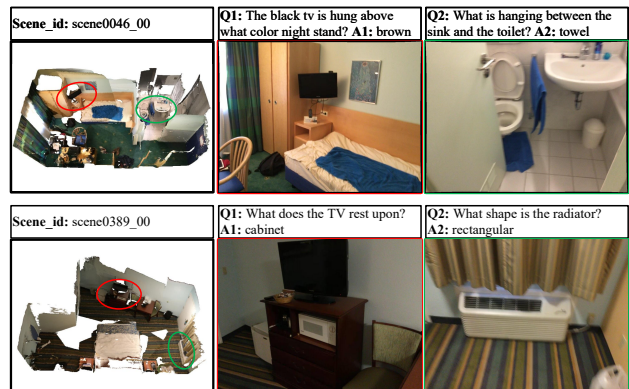 Scene_id: scene0046_00
Q1: The black tv is hung above
what color night stand? A1: brown
Q2: What is hanging between the
sink and the toilet? A2: towel
Scene_id: scene0389_00
Q1: What does the TV rest upon?
A1: cabinet
Q2: What shape is the radiator?
A2: rectangular